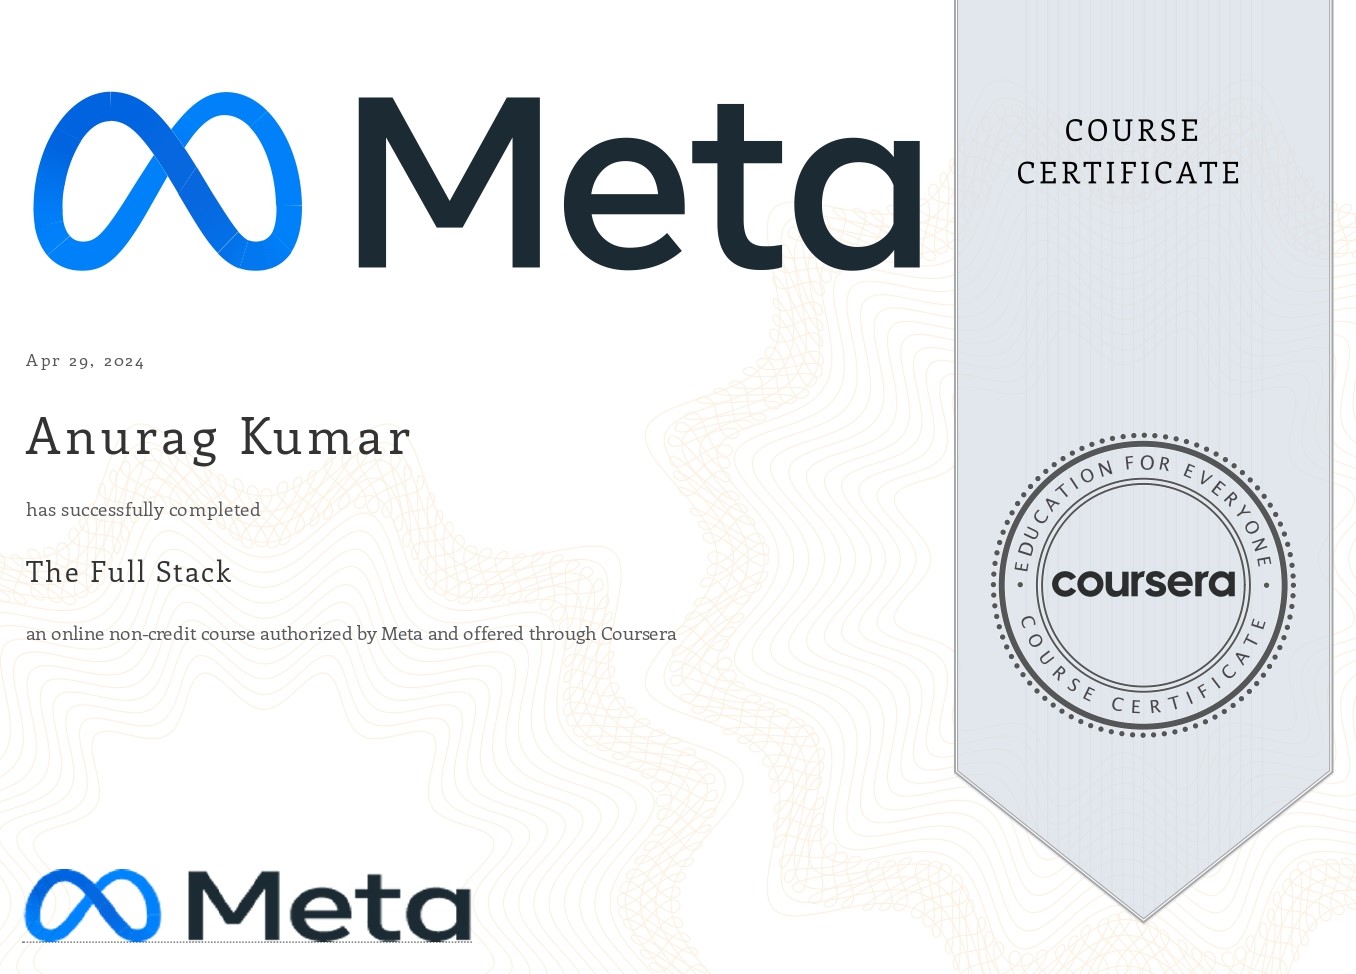 Meta
COURSE
CERTIFICATE
Apr 29, 2024
Anurag Kumar
has successfully completed
The Full Stack
an online non-credit course authorized by Meta and offered through Coursera
EDUCATION FOR EVERYONE
coursera
COURSE CERTIFICATE
Meta